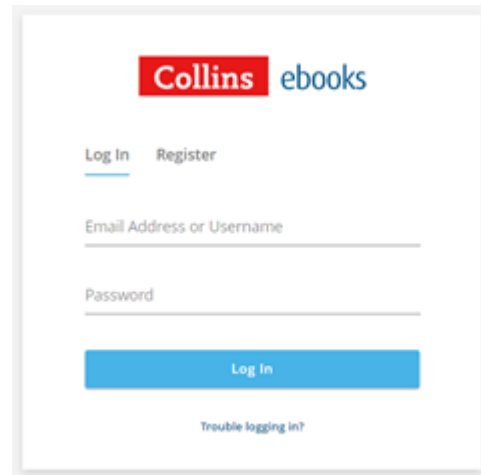 Collins ebooks
Log In Register
Email Address or Username
Password
Log In
Trouble logging in?